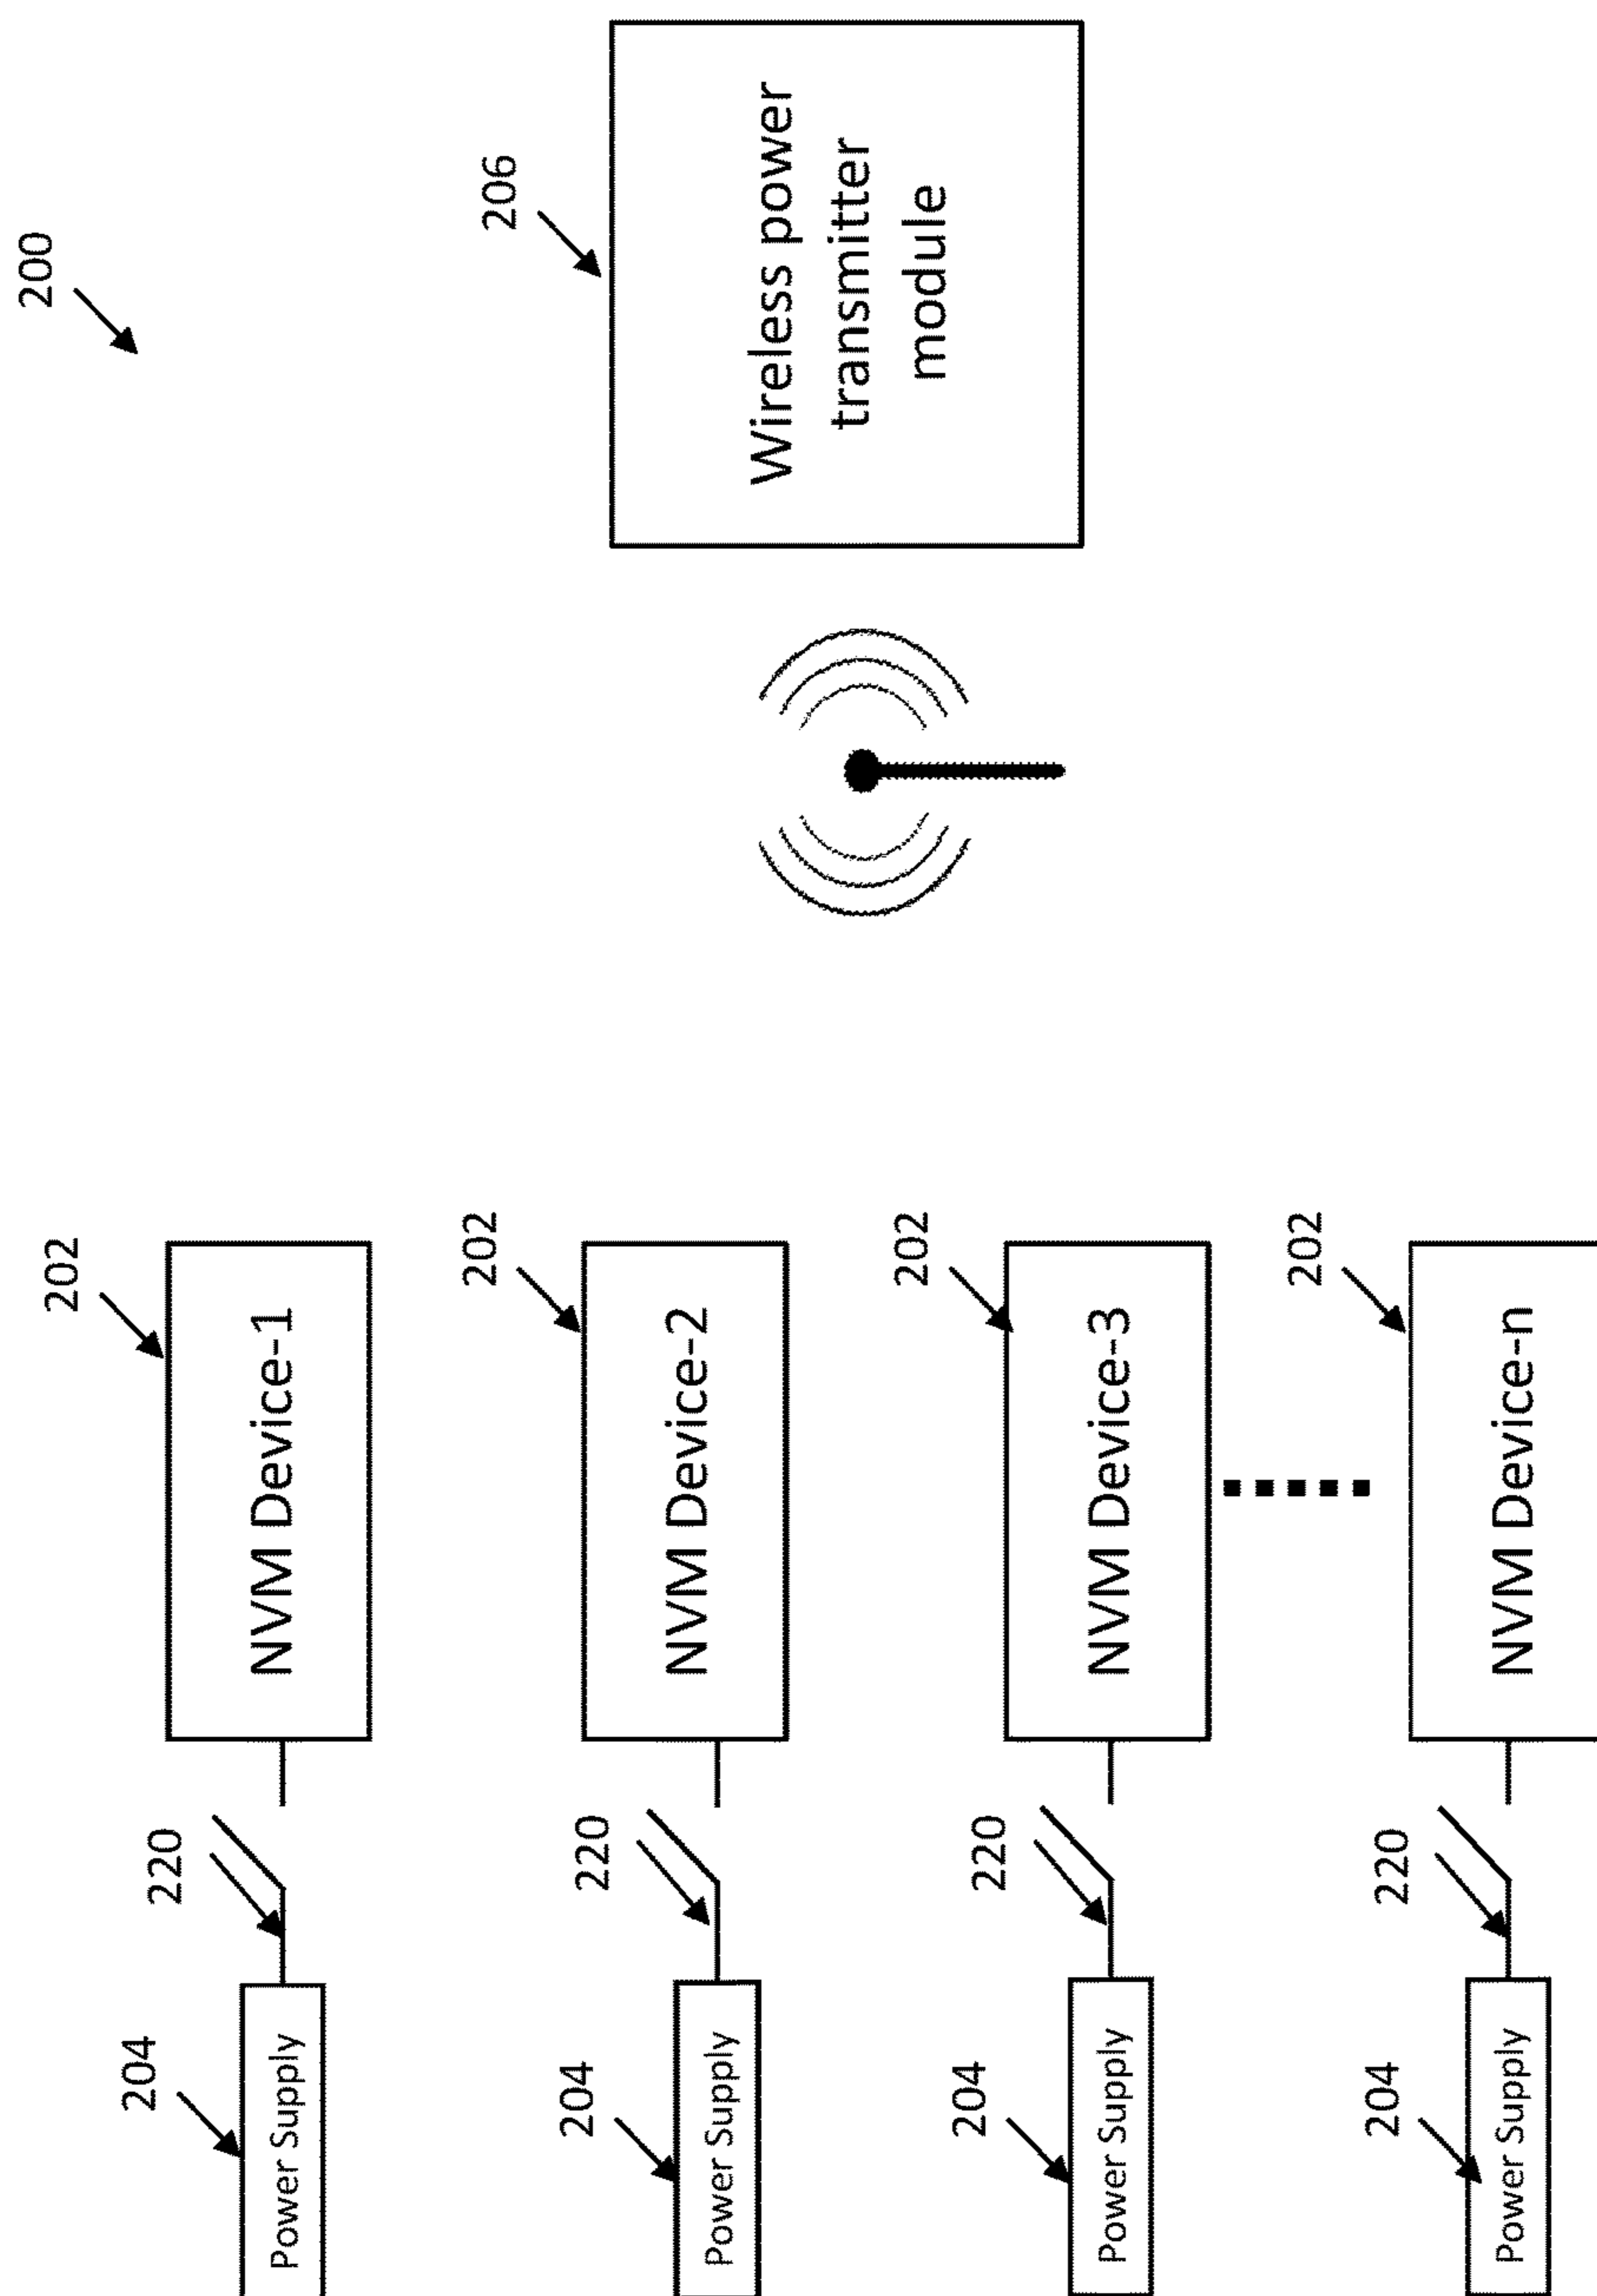 200
202
204
220
Power Supply
NVM Device-1
206
202
204
220
Power Supply
NVM Device-2
Wireless power
transmitter
module
202
204
220
Power Supply
NVM Device-3
202
204
220
Power Supply
NVM Device-n